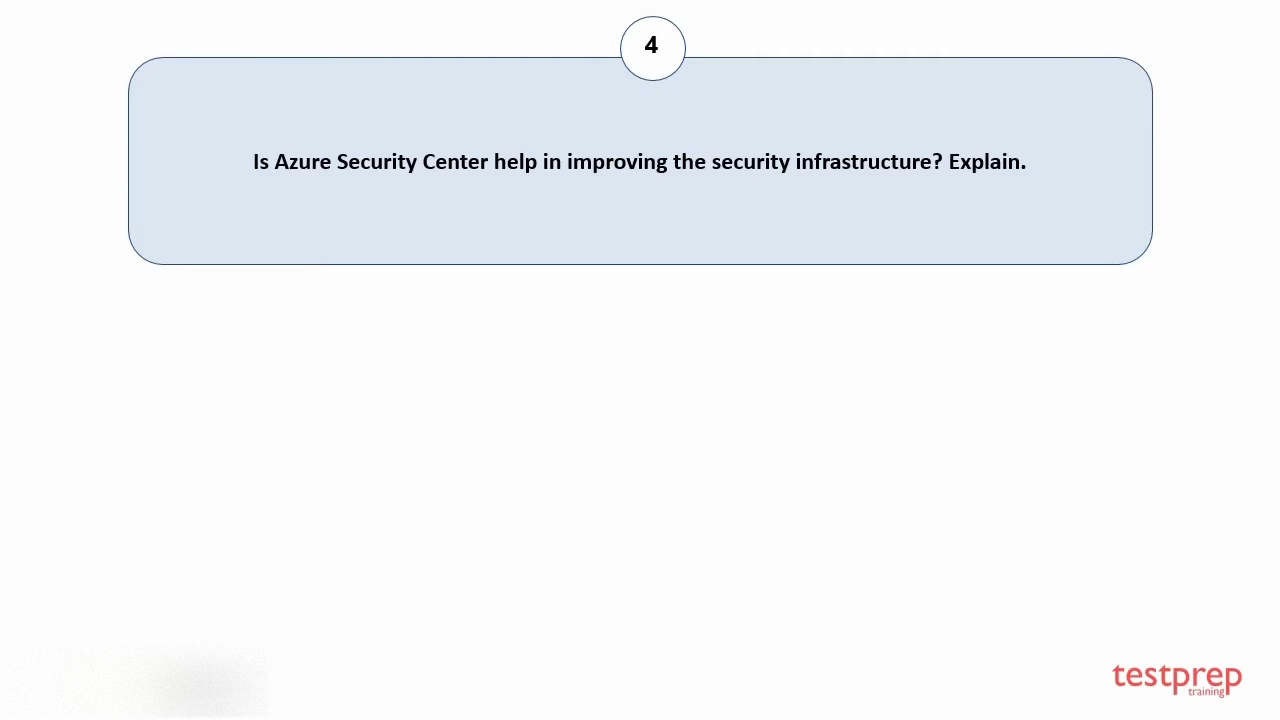 4
Is Azure Security Center help in improving the security infrastructure? Explain.
testprep
training